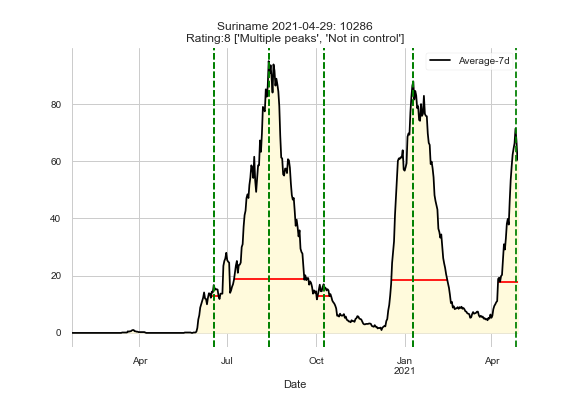 Suriname 2021-04-29: 10286
Rating:8 ['Multiple peaks', 'Not in control']
Average-7d
80
60
40
20
0
Apr
Jul
Oct
Jan
2021
Apr
Date